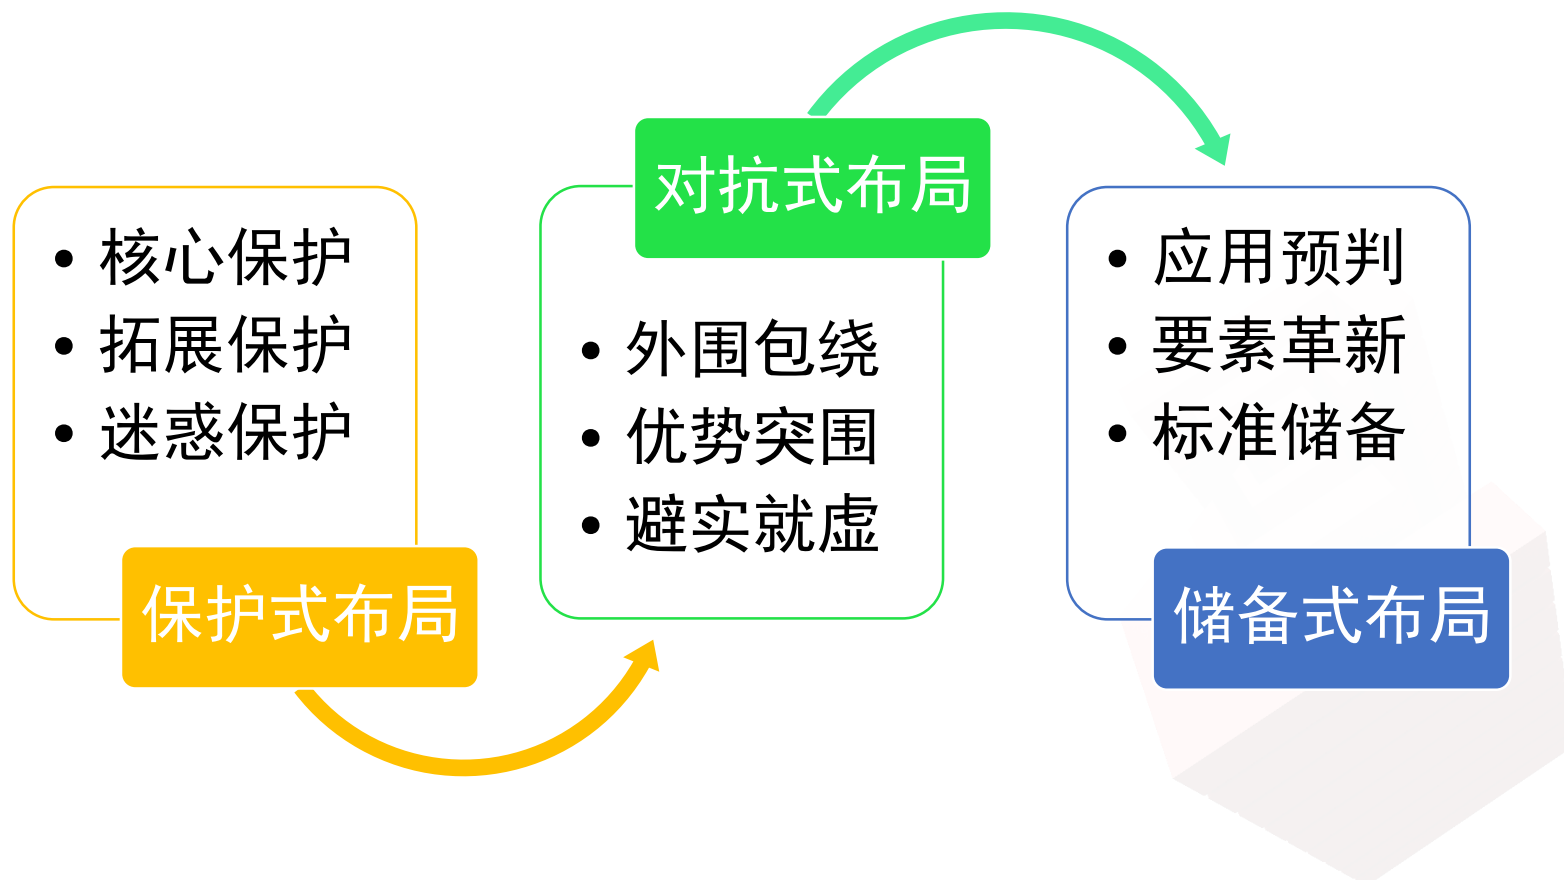 • 核心保护
• 拓展保护
• 迷惑保护
保护式布局
对抗式布局
• 外围包绕
• 优势突围
• 避实就虚
• 应用预判
• 要素革新
• 标准储备
储备式布局